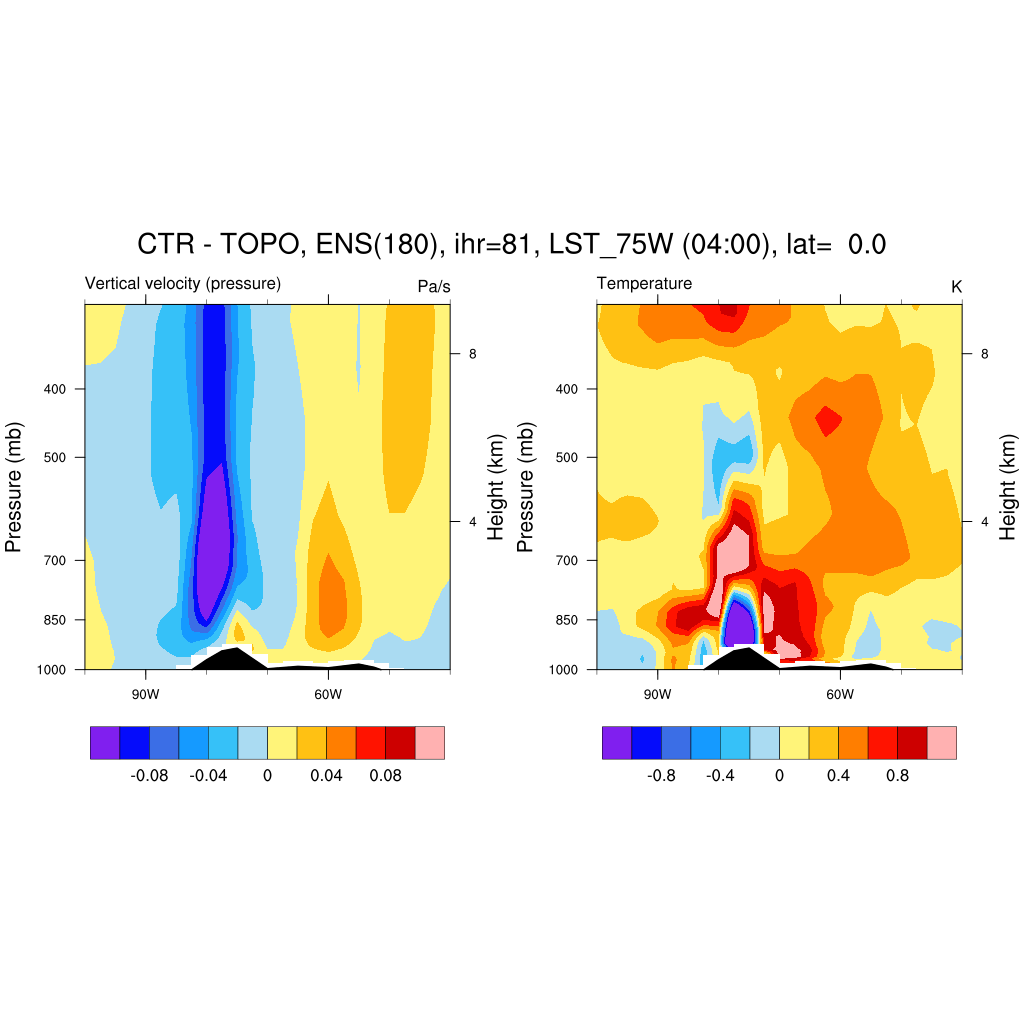 CTR - TOPO, ENS(180), ihr=81, LST_75W (04:00), lat=  0.0
Vertical velocity (pressure)
Pa/s
Pressure (mb)
400
500
700
850
1000
8
4
Height (km)
90W
60W
-0.08
-0.04
0
0.04
0.08
Temperature
K
Pressure (mb)
400
500
700
850
1000
8
4
Height (km)
90W
60W
-0.8
-0.4
0
0.4
0.8